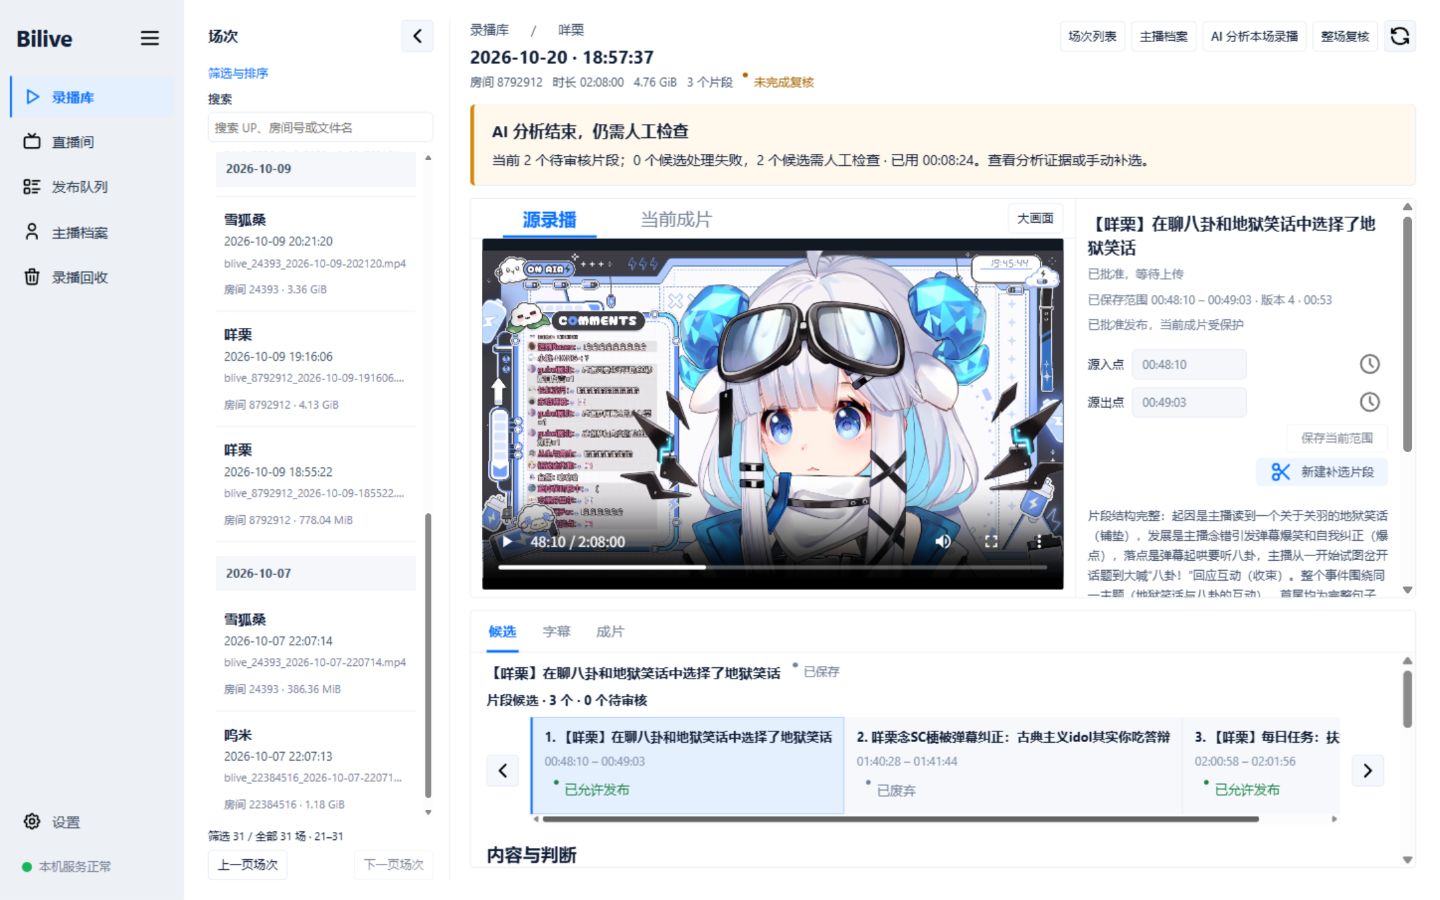 Bilive
录播库
直播间
发布队列
主播档案
录播回收
设置
本机服务正常
场次
筛选与排序
搜索
搜索 UP、房间号或文件名
2026-10-09
雪狐桑
2026-10-09 20:21:20
blive_24393_2026-10-09-202120.mp4
房间 24393 · 3.36 GiB
咩栗
2026-10-09 19:16:06
blive_8792912_2026-10-09-191606....
房间 8792912 · 4.13 GiB
咩栗
2026-10-09 18:55:22
blive_8792912_2026-10-09-185522....
房间 8792912 · 778.04 MiB
2026-10-07
雪狐桑
2026-10-07 22:07:14
blive_24393_2026-10-07-220714.mp4
房间 24393 · 386.36 MiB
呜米
2026-10-07 22:07:13
blive_22384516_2026-10-07-22071...
房间 22384516 · 1.18 GiB
筛选 31 / 全部 31 场 · 21–31
上一页场次 下一页场次
录播库 / 咩栗
2026-10-20 · 18:57:37
房间 8792912 时长 02:08:00 4.76 GiB 3 个片段 未完成复核
场次列表 主播档案 AI 分析本场录播 整场复核
AI 分析结束，仍需人工检查
当前 2 个待审核片段；0 个候选处理失败，2 个候选需人工检查 · 已用 00:08:24。查看分析证据或手动补选。
源录播 当前成片 大画面
ON AIR
19:45:44
COMMENTS
48:10 / 2:08:00
【咩栗】在聊八卦和地狱笑话中选择了地
狱笑话
已批准，等待上传
已保存范围 00:48:10 – 00:49:03 · 版本 4 · 00:53
已批准发布，当前成片受保护
源入点 00:48:10
源出点 00:49:03
保存当前范围
新建补选片段
片段结构完整：起因是主播读到一个关于关羽的地狱笑话
（铺垫），发展是主播念错引发弹幕爆笑和自我纠正（爆
点），落点是弹幕起哄要听八卦，主播从一开始试图岔开
话题到大喊“八卦！”回应互动（收束）。整个事件围绕同
一主题（地狱笑话与八卦的互动），首尾均为完整句子，
候选 字幕 成片
【咩栗】在聊八卦和地狱笑话中选择了地狱笑话 已保存
片段候选 · 3 个 · 0 个待审核
1. 【咩栗】在聊八卦和地狱笑话中选择了地狱笑话
00:48:10 – 00:49:03
已允许发布
2. 咩栗念SC梗被弹幕纠正：古典主义idol其实你吃答辩
01:40:28 – 01:41:44
已废弃
3. 【咩栗】每日任务：扶
02:00:58 – 02:01:56
已允许发布
内容与判断